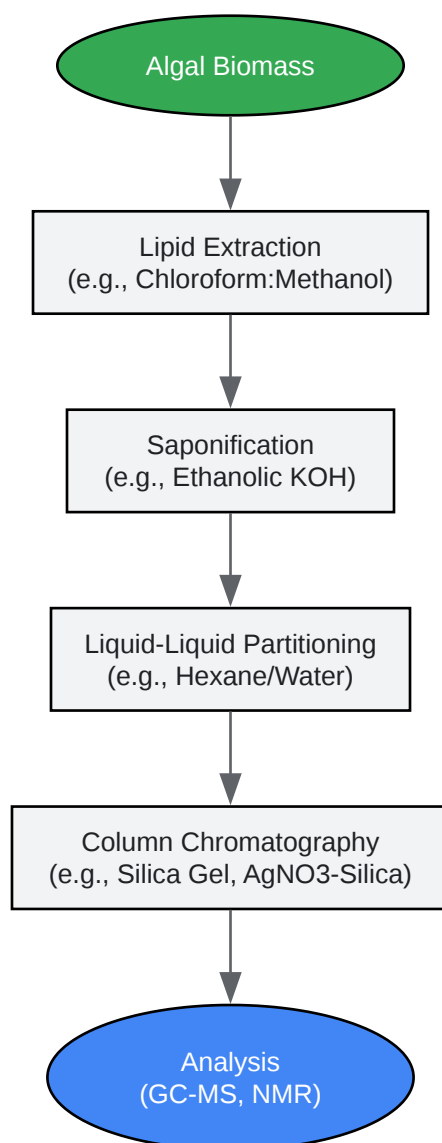 Algal Biomass
Lipid Extraction
(e.g., Chloroform:Methanol)
Saponification
(e.g., Ethanolic KOH)
Liquid-Liquid Partitioning
(e.g., Hexane/Water)
Column Chromatography
(e.g., Silica Gel, AgNO3-Silica)
Analysis
(GC-MS, NMR)